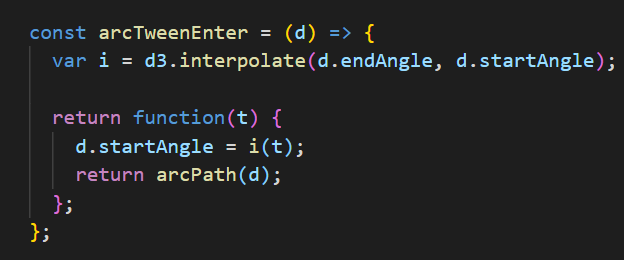 const arcTweenEnter = (d) => {
  var i = d3.interpolate(d.endAngle, d.startAngle);

  return function(t) {
    d.startAngle = i(t);
    return arcPath(d);
  };
};